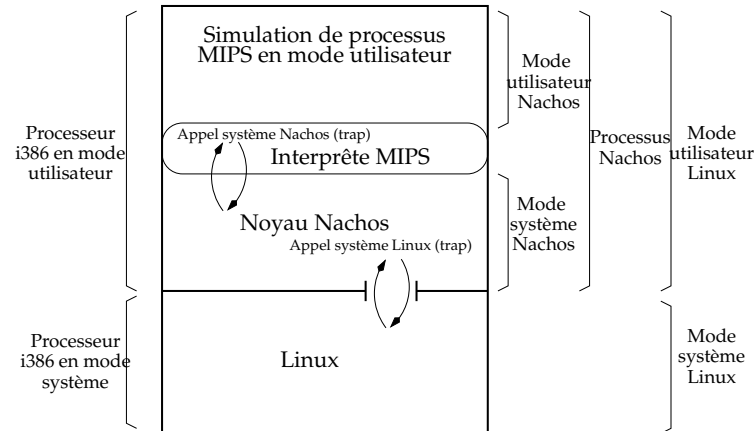 Simulation de processus
MIPS en mode utilisateur
Mode
utilisateur
Nachos
Processeur
i386 en mode
utilisateur
Appel système Nachos (trap)
Interprête MIPS
Processus
Nachos
Mode
utilisateur
Linux
Noyau Nachos
Appel système Linux (trap)
Mode
système
Nachos
Processeur
i386 en mode
système
Linux
Mode
système
Linux